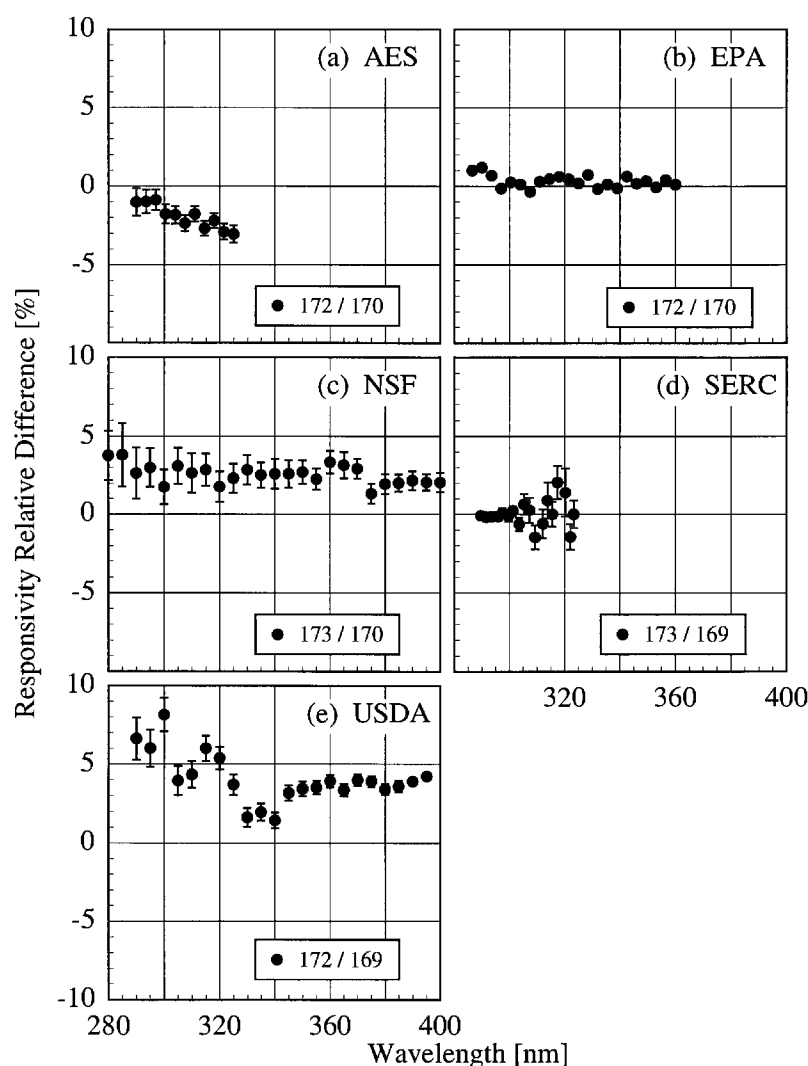 Responsivity Relative Difference [%]
10
5
0
-5
(a) AES
172 / 170
(b) EPA
172 / 170
10
5
0
-5
(c) NSF
173 / 170
(d) SERC
173 / 169
320
360
400
10
5
0
-5
-10
(e) USDA
172 / 169
280
320
360
400
Wavelength [nm]